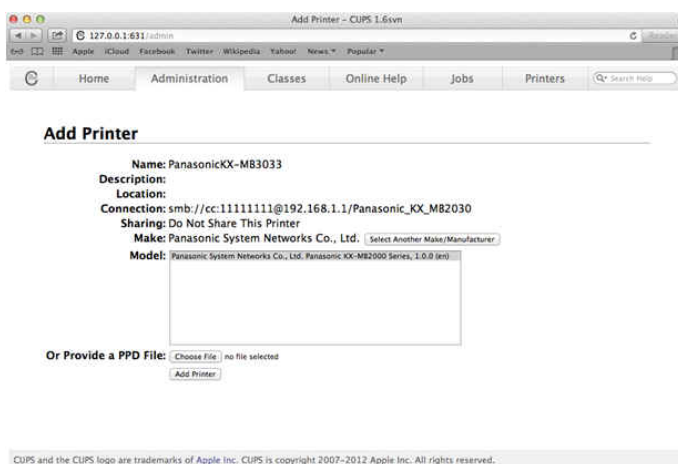 Add Printer - CUPS 1.6svn
127.0.0.1:631/admin
Reader
Apple iCloud Facebook Twitter Wikipedia Yahoo! News Popular
Home Administration Classes Online Help Jobs Printers Search Help
Add Printer
Name: PanasonicKX-MB3033
Description:
Location:
Connection: smb://cc:11111111@192.168.1.1/Panasonic_KX_MB2030
Sharing: Do Not Share This Printer
Make: Panasonic System Networks Co., Ltd. Select Another Make/Manufacturer
Model: Panasonic System Networks Co., Ltd. Panasonic KX-MB2000 Series, 1.0.0 (en)
Or Provide a PPD File: Choose File no file selected
Add Printer
CUPS and the CUPS logo are trademarks of Apple Inc. CUPS is copyright 2007-2012 Apple Inc. All rights reserved.